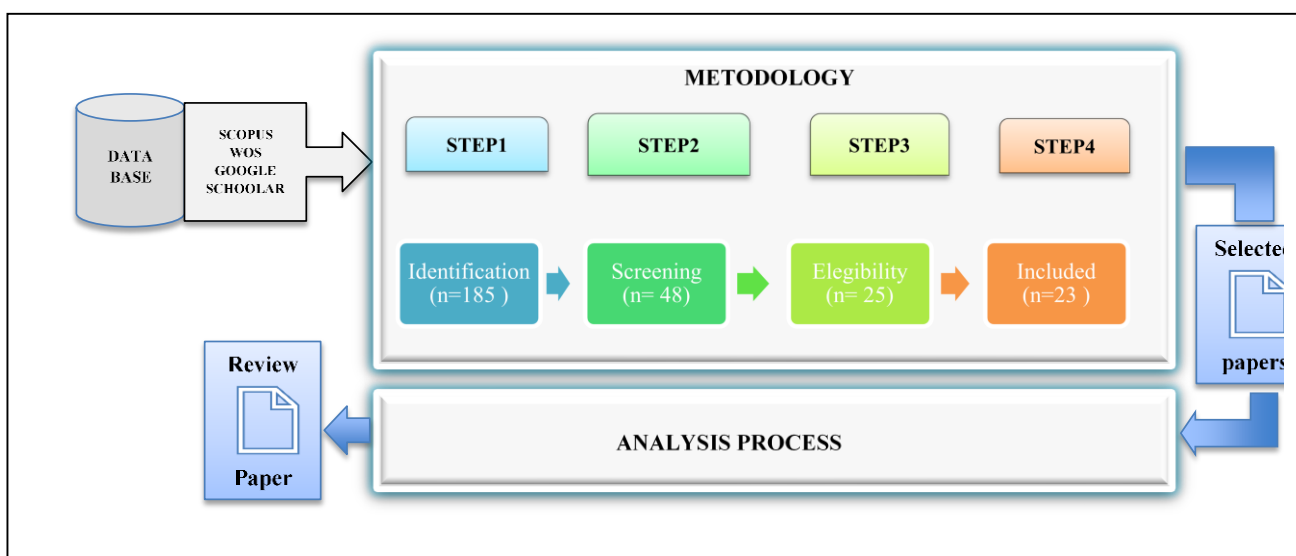 METODOLOGY
DATA
BASE
SCOPUS
WOS
GOOGLE
SCHOOLAR
STEP1
STEP2
STEP3
STEP4
Identification
(n=185 )
Screening
(n= 48)
Elegibility
(n= 25)
Included
(n=23 )
Selected
papers
Review
Paper
ANALYSIS PROCESS